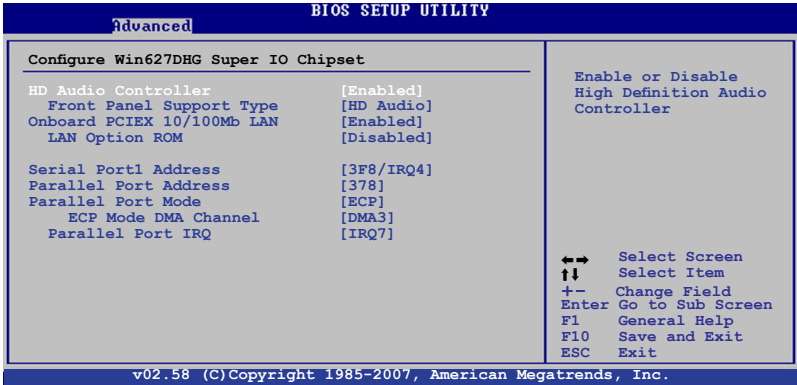 BIOS SETUP UTILITY
Advanced
Configure Win627DHG Super IO Chipset
HD Audio Controller [Enabled]
Front Panel Support Type [HD Audio]
Onboard PCIEX 10/100Mb LAN [Enabled]
LAN Option ROM [Disabled]
Serial Port1 Address [3F8/IRQ4]
Parallel Port Address [378]
Parallel Port Mode [ECP]
ECP Mode DMA Channel [DMA3]
Parallel Port IRQ [IRQ7]
Enable or Disable
High Definition Audio
Controller
←→ Select Screen
↑↓ Select Item
+- Change Field
Enter Go to Sub Screen
F1 General Help
F10 Save and Exit
ESC Exit
v02.58 (C)Copyright 1985-2007, American Megatrends, Inc.